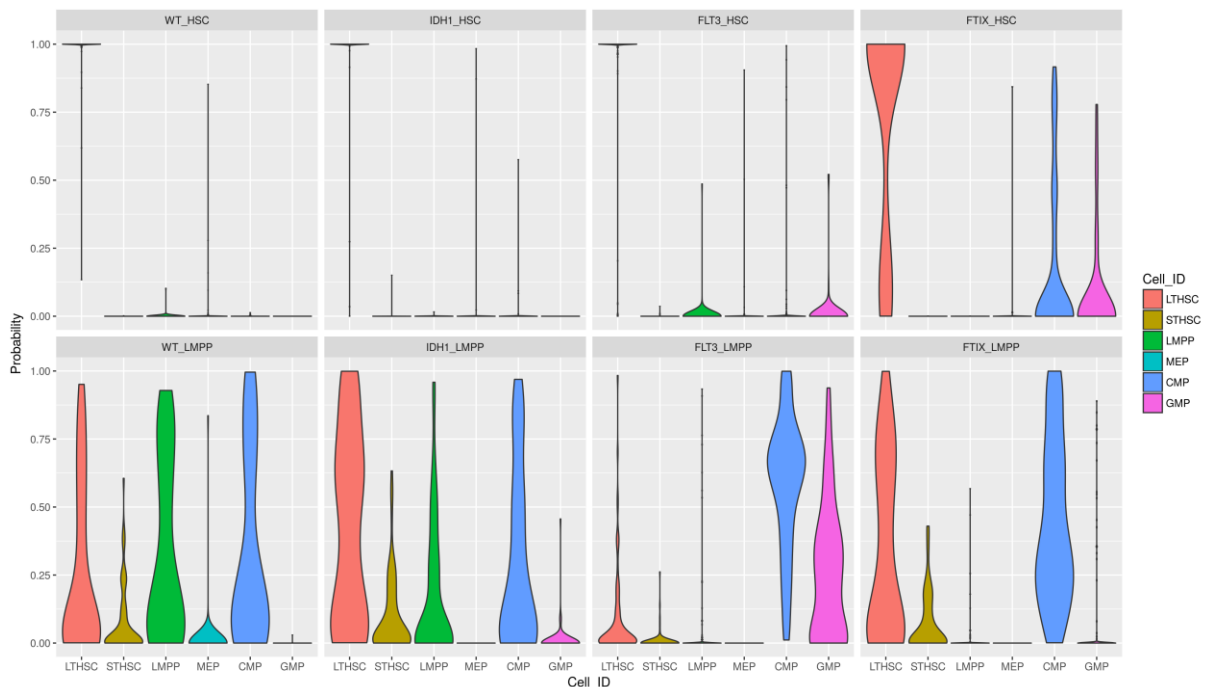 WT_HSC IDH1_HSC FLT3_HSC FTIX_HSC
1.00
0.75
0.50
0.25
0.00
Probability
WT_LMPP IDH1_LMPP FLT3_LMPP FTIX_LMPP
1.00
0.75
0.50
0.25
0.00
LTHSC STHSC LMPP MEP CMP GMP LTHSC STHSC LMPP MEP CMP GMP LTHSC STHSC LMPP MEP CMP GMP LTHSC STHSC LMPP MEP CMP GMP
Cell_ID
Cell_ID
LTHSC
STHSC
LMPP
MEP
CMP
GMP